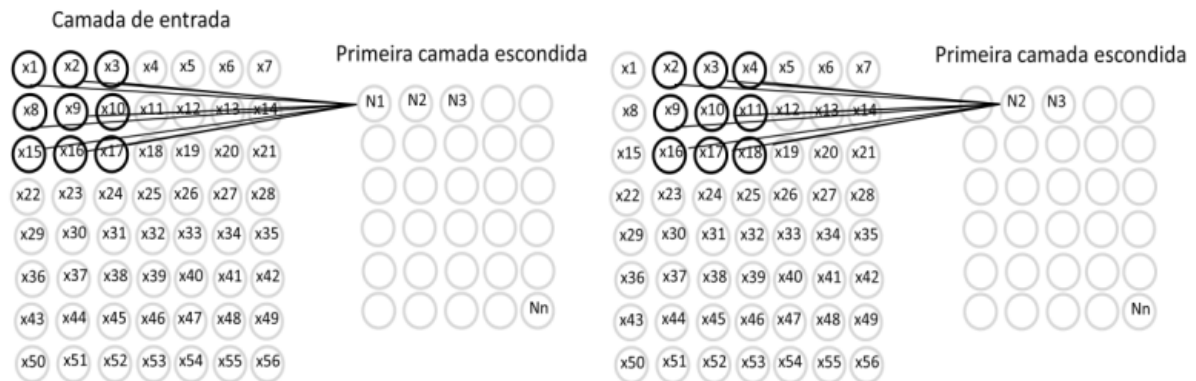 Camada de entrada
Primeira camada escondida
x1 x2 x3 x4 x5 x6 x7
N1 N2 N3
x8 x9 x10 x11 x12 x13 x14
x15 x16 x17 x18 x19 x20 x21
x22 x23 x24 x25 x26 x27 x28
x29 x30 x31 x32 x33 x34 x35
x36 x37 x38 x39 x40 x41 x42
Nn
x43 x44 x45 x46 x47 x48 x49
x50 x51 x52 x53 x54 x55 x56
Primeira camada escondida
x1 x2 x3 x4 x5 x6 x7
N2 N3
x8 x9 x10 x11 x12 x13 x14
x15 x16 x17 x18 x19 x20 x21
x22 x23 x24 x25 x26 x27 x28
x29 x30 x31 x32 x33 x34 x35
x36 x37 x38 x39 x40 x41 x42
Nn
x43 x44 x45 x46 x47 x48 x49
x50 x51 x52 x53 x54 x55 x56